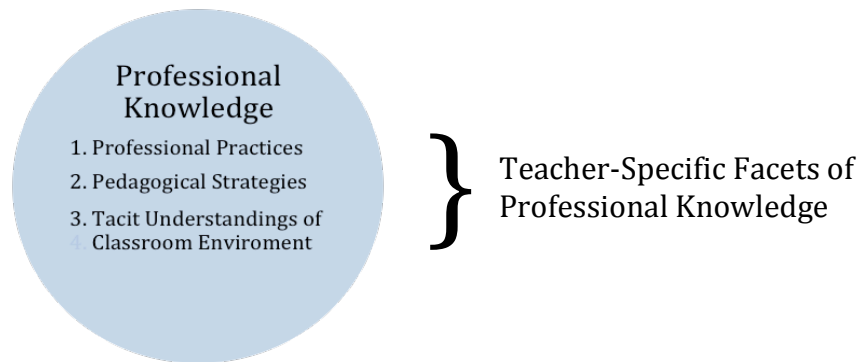 Professional
Knowledge
1. Professional Practices
2. Pedagogical Strategies
3. Tacit Understandings of
4. Classroom Enviroment
} Teacher-Specific Facets of
Professional Knowledge